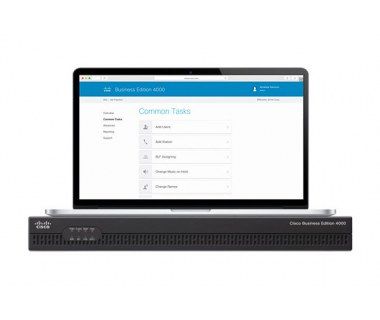 CISCO
Business Edition 4000
Common Tasks
Overview
Common Tasks
Advanced
Reporting
Support
Add Users
Add Station
BLF Assigning
Change Music on Hold
Change Names
CISCO
Cisco Business Edition 4000